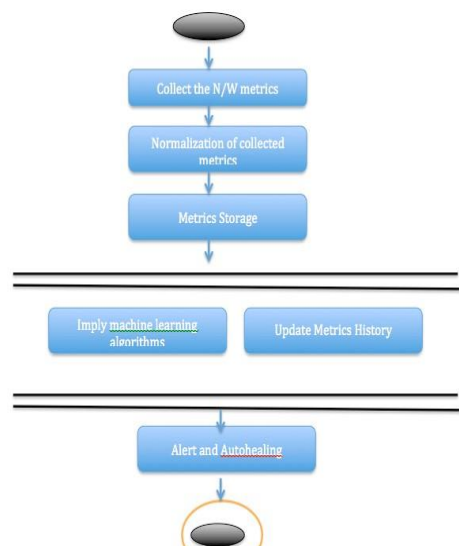 Collect the N/W metrics
Normalization of collected
metrics
Metrics Storage
Imply machine learning
algorithms
Update Metrics History
Alert and Autohealing